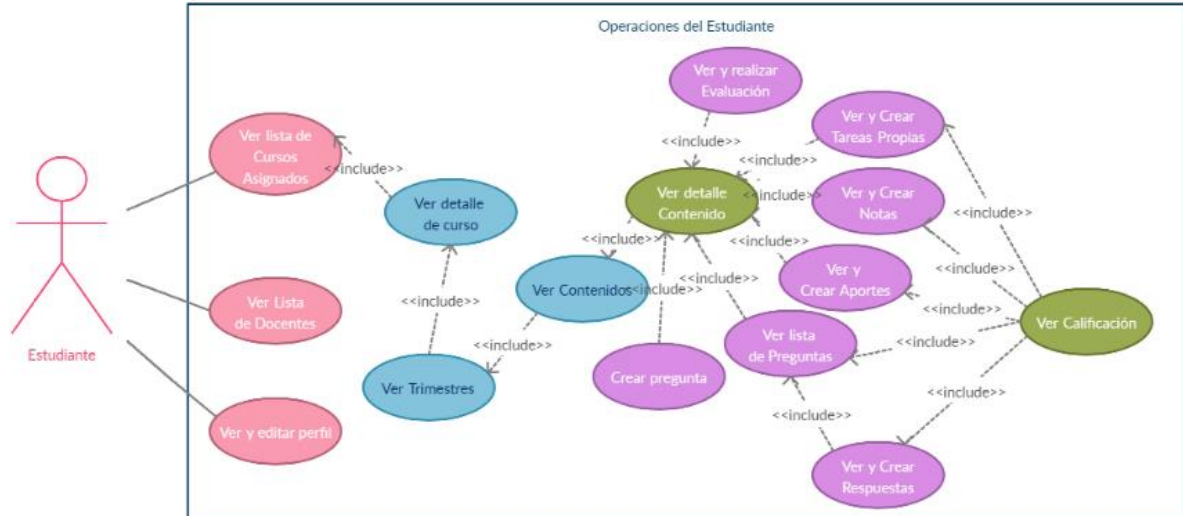 Operaciones del Estudiante
Ver y realizar
Evaluación
Ver lista de
Cursos
Asignados
<<include>>
Ver y Crear
Tareas Propias
<<include>>
<<include>>
Ver detalle
de curso
Ver detalle
Contenido
<<include>>
Ver y Crear
Notas
<<include>>
<<include>>
<<include>>
<<include>>
Ver
Crear Aportes
Ver y
<<include>>
Ver Contenidos
<<include>>
<<include>>
<<include>>
Ver Lista
de Docentes
<<include>>
Ver Calificación
Estudiante
<<include>>
Ver lista
de Preguntas
<<include>>
Ver Trimestres
Crear pregunta
<<include>>
<<include>>
Ver y editar perfil
Ver y Crear
Respuestas